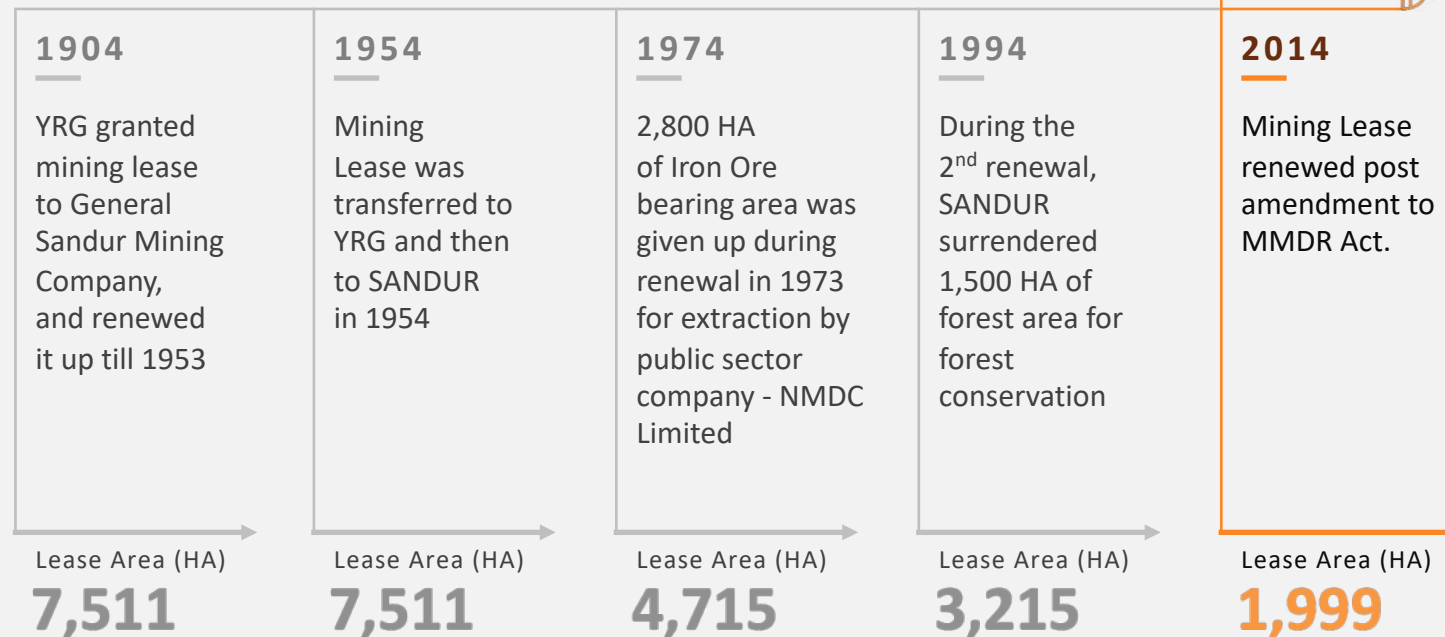 1904
YRG granted
mining lease
to General
Sandur Mining
Company,
and renewed
it up till 1953
Lease Area (HA)
7,511
1954
Mining
Lease was
transferred to
YRG and then
to SANDUR
in 1954
Lease Area (HA)
7,511
1974
2,800 HA
of Iron Ore
bearing area was
given up during
renewal in 1973
for extraction by
public sector
company - NMDC
Limited
Lease Area (HA)
4,715
1994
During the
2nd renewal,
SANDUR
surrendered
1,500 HA of
forest area for
forest
conservation
Lease Area (HA)
3,215
2014
Mining Lease
renewed post
amendment to
MMDR Act.
Lease Area (HA)
1,999